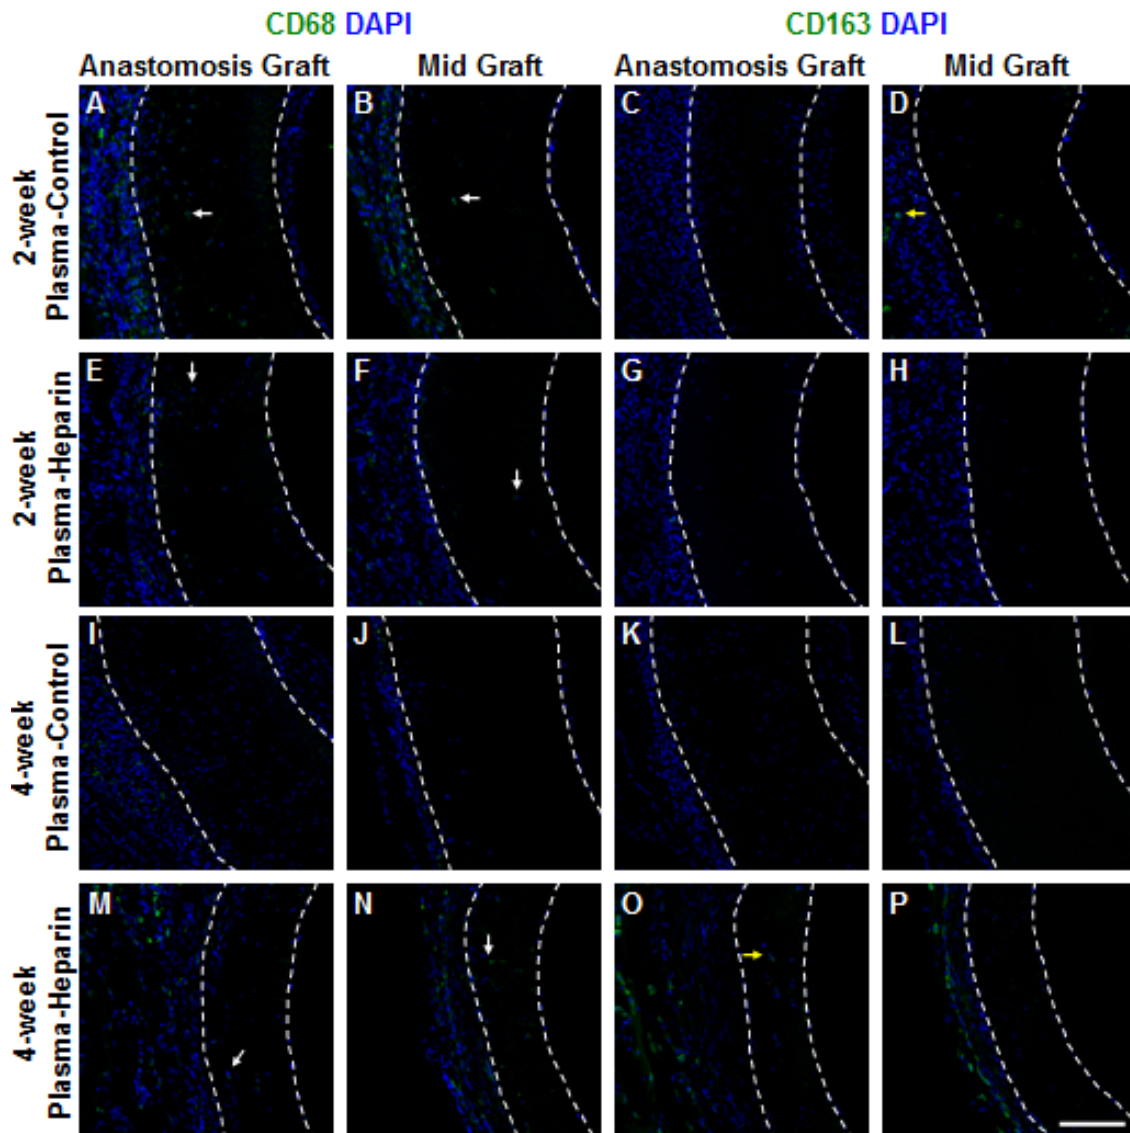 CD68 DAPI
CD163 DAPI
Anastomosis Graft
Mid Graft
Anastomosis Graft
Mid Graft
2-week
Plasma-Control
A
B
C
D
2-week
Plasma-Heparin
E
F
G
H
4-week
Plasma-Control
I
J
K
L
4-week
Plasma-Heparin
M
N
O
P